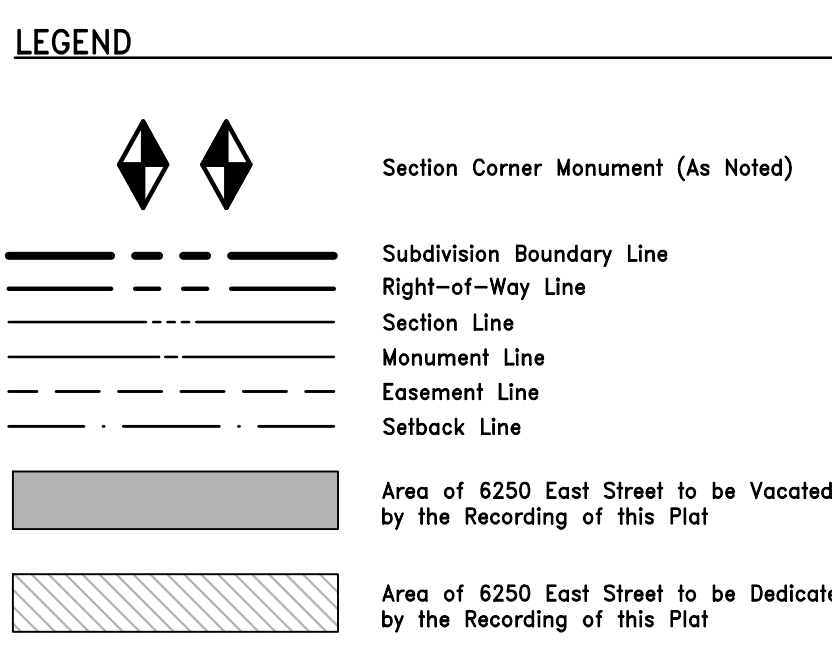 LEGEND
Section Corner Monument (As Noted)
Subdivision Boundary Line
Right-of-Way Line
Section Line
Monument Line
Easement Line
Setback Line
Area of 6250 East Street to be Vacated
by the Recording of this Plat
Area of 6250 East Street to be Dedicate
by the Recording of this Plat